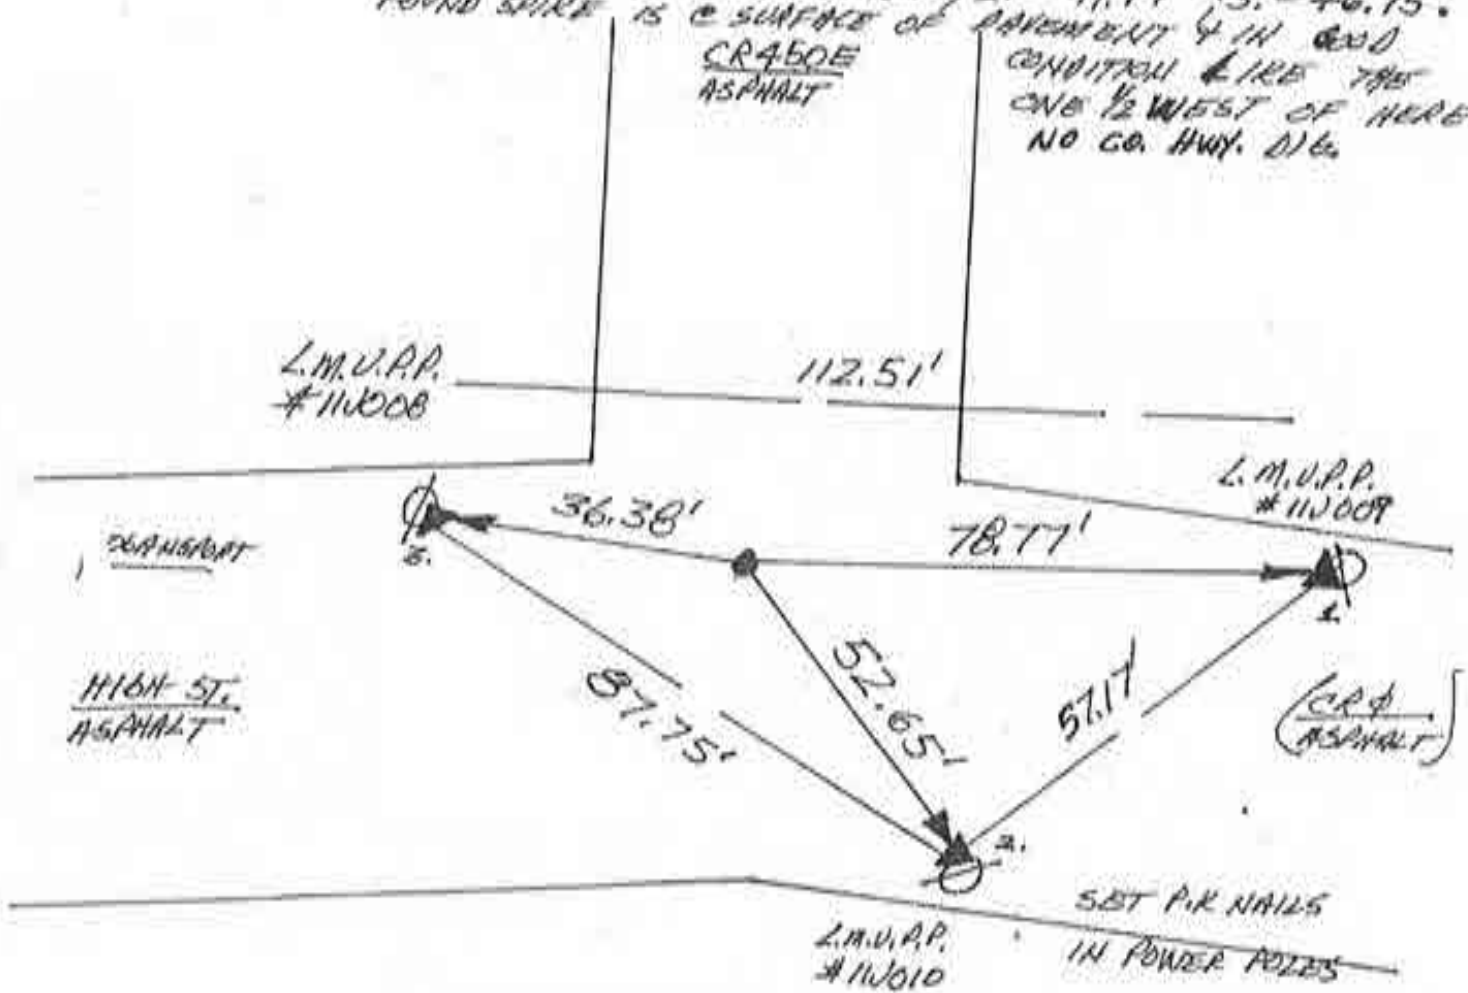 FOUND SPIKE IS @ SURFACE OF PAVEMENT & IN GOOD
CONDITION LIKE THE
ONE 1/2 WEST OF HERE
NO CO. HWY. DIG.
CR450E
ASPHALT
L.M.U.P.P.
#11J008
112.51'
L.M.U.P.P.
#11J009
36.38'
78.77'
3.
1.
HIGH ST.
ASPHALT
87.75'
52.65'
57.17'
(CR
ASPHALT)
2.
SET P.K NAILS
IN POWER POLES
L.M.U.P.P.
#11J010